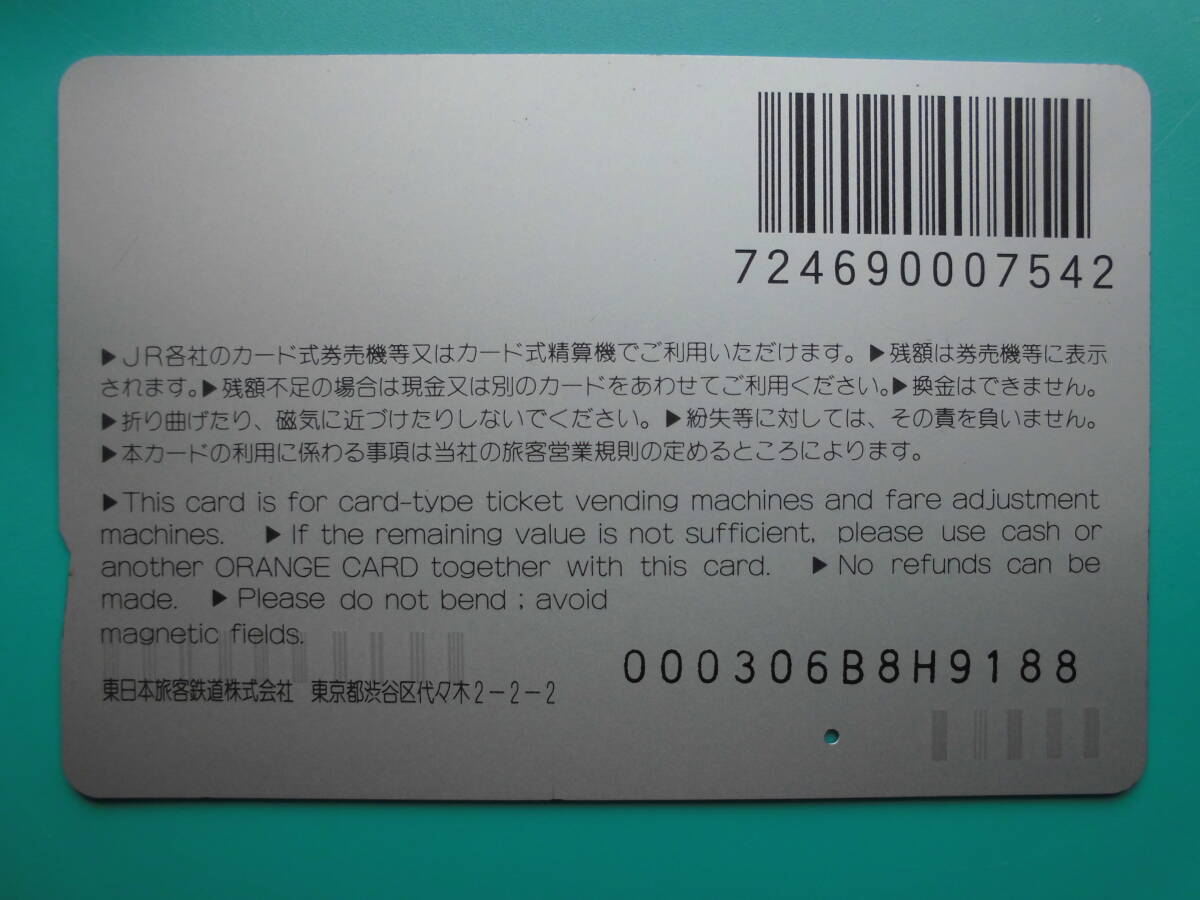 724690007542
▶JR各社のカード式券売機等又はカード式精算機でご利用いただけます。▶残額は券売機等に表示
されます。▶残額不足の場合は現金又は別のカードをあわせてご利用ください。▶換金はできません。
▶折り曲げたり、磁気に近づけたりしないでください。▶紛失等に対しては、その責を負いません。
▶本カードの利用に係わる事項は当社の旅客営業規則の定めるところによります。
▶This card is for card-type ticket vending machines and fare adjustment
machines. ▶If the remaining value is not sufficient, please use cash or
another ORANGE CARD together with this card. ▶No refunds can be
made. ▶Please do not bend ; avoid
magnetic fields.
000306B8H9188
東日本旅客鉄道株式会社 東京都渋谷区代々木2-2-2